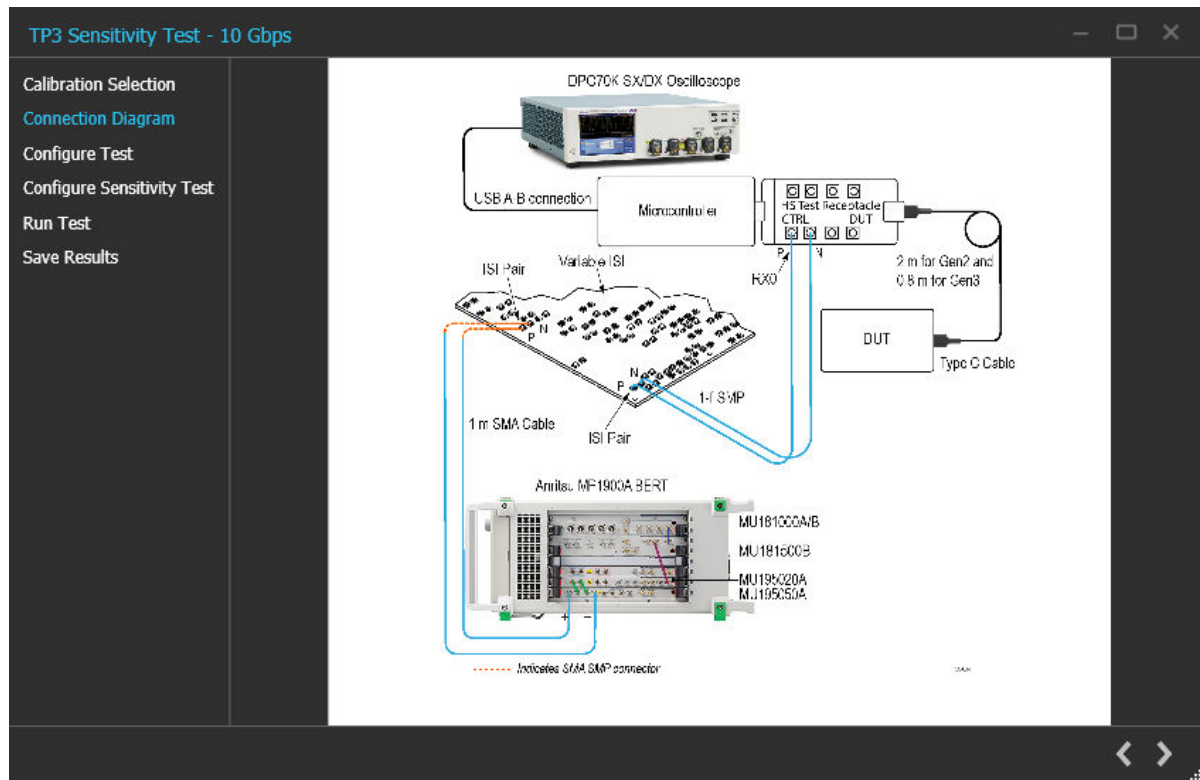 TP3 Sensitivity Test - 10 Gbps
Calibration Selection
Connection Diagram
Configure Test
Configure Sensitivity Test
Run Test
Save Results
DPC70K SX/DX Oscilloscope
USB A-B connection
Microcontroller
HS Test Receptacle
CTRL DUT
P N
RX0
2 m for Gen2 and
0.8 m for Gen3
DUT
Type C Cable
ISI Pair
Variable ISI
N
P
N
P
1-f SMP
1 m SMA Cable
ISI Pair
Anritsu MP1900A BERT
MU181000A/B
MU181500B
MU195020A
MU195050A
+ −
Indicates SMA SMP connector